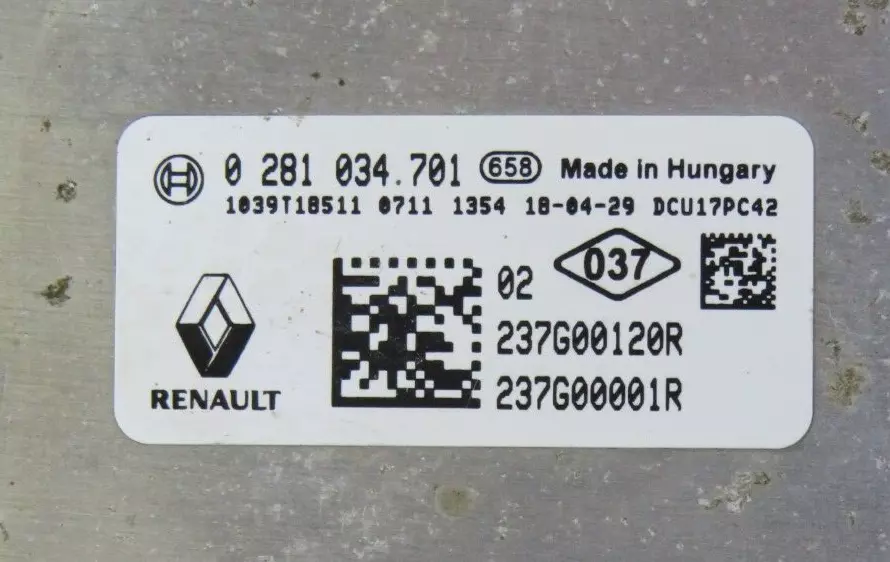 0 281 034.701 658 Made in Hungary
1039T18511 0711 1354 18-04-29 DCU17PC42
02 037
237G00120R
237G00001R
RENAULT